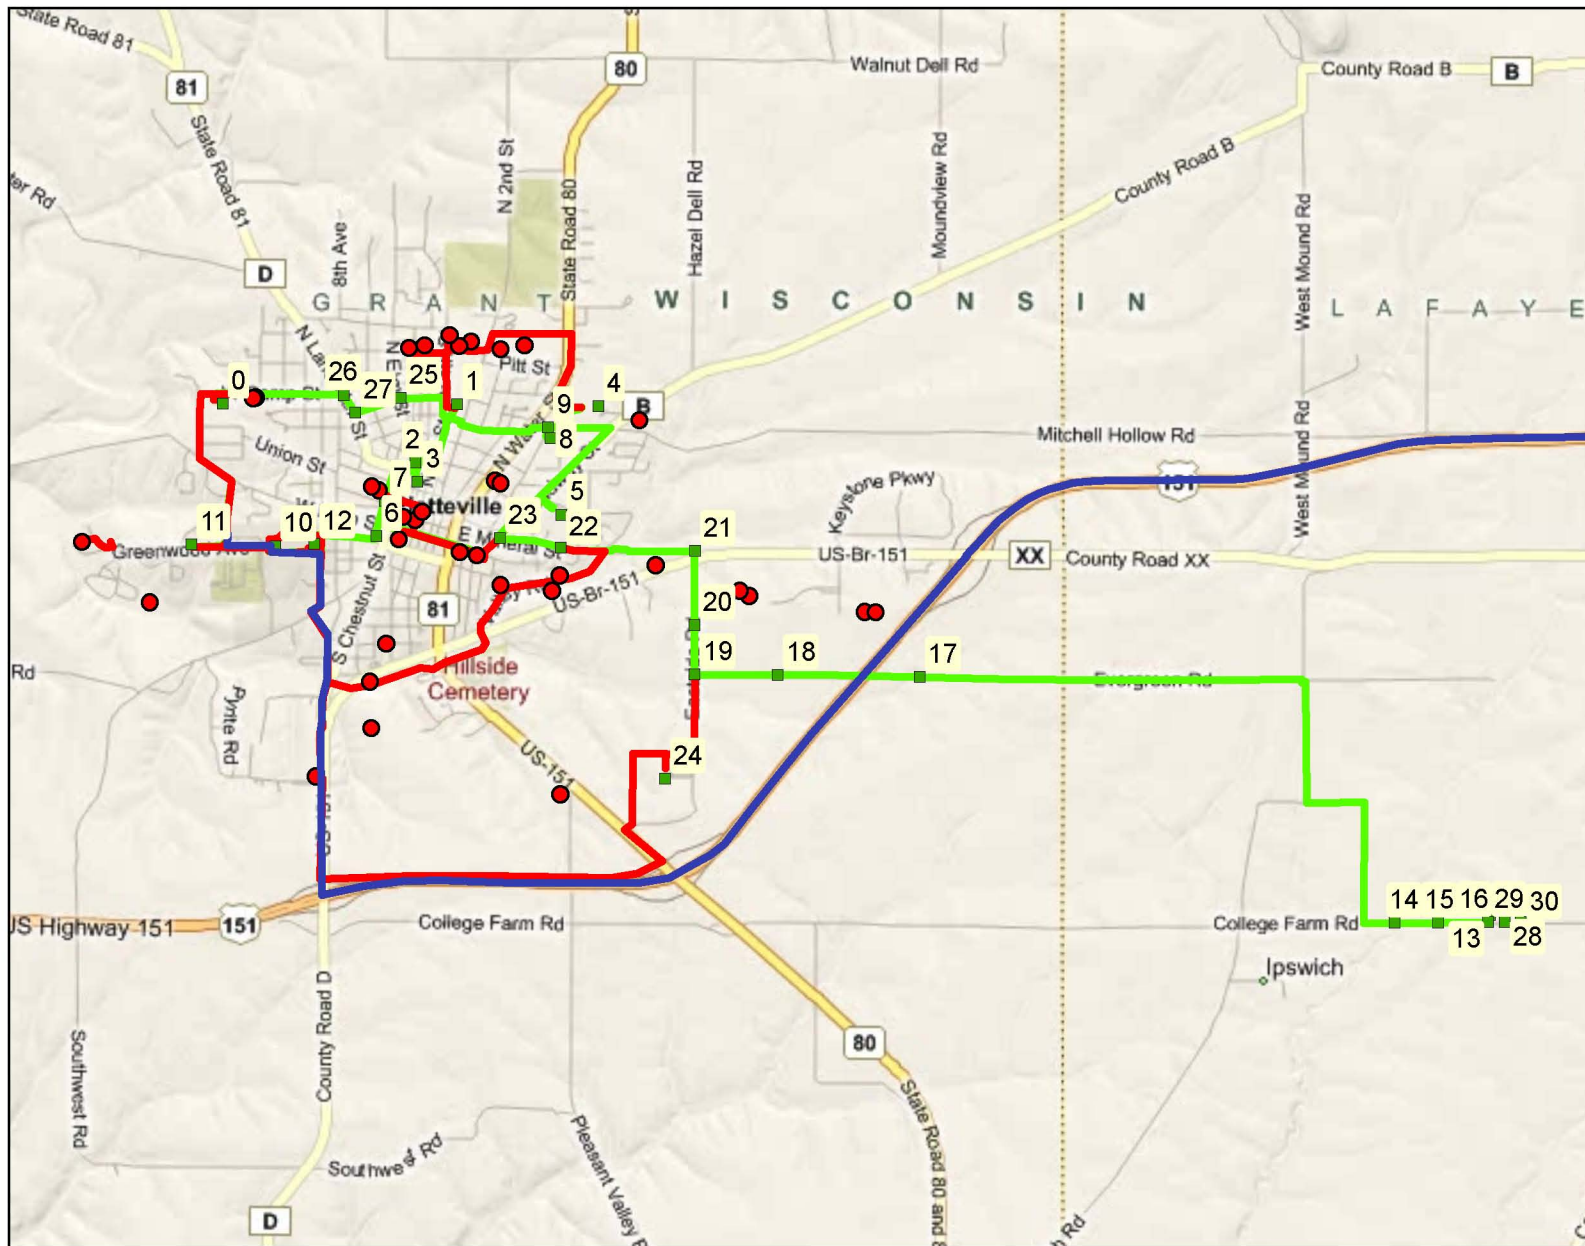 State Road 81
80
Walnut Dell Rd
County Road B
B
81
State Road 81
N 2nd St
State Road 80
Hazel Dell Rd
Moundview Rd
County Road B
West Mound Rd
8th Ave
D
G R A N T
W I S C O N S I N
L A F A Y E
Pitt St
0
26
27
25
1
9
4
B
8
Mitchell Hollow Rd
West Mound Rd
Union St
2
3
7
N Water
Keystone Pkwy
151
tteville
5
6
11
10
12
23
22
21
E Mineral St
US-Br-151
XX
County Road XX
S Chestnut St
81
US-Br-151
20
19
18
17
Evergreen Rd
Hillside
Cemetery
Rd
Pyrite Rd
US-151
24
US Highway 151
151
College Farm Rd
College Farm Rd
14
15
16
29
30
13
28
Ipswich
County Road D
Southwest Rd
80
State Road 80 and
Southwest Rd
Pleasant Valley
D
Rd